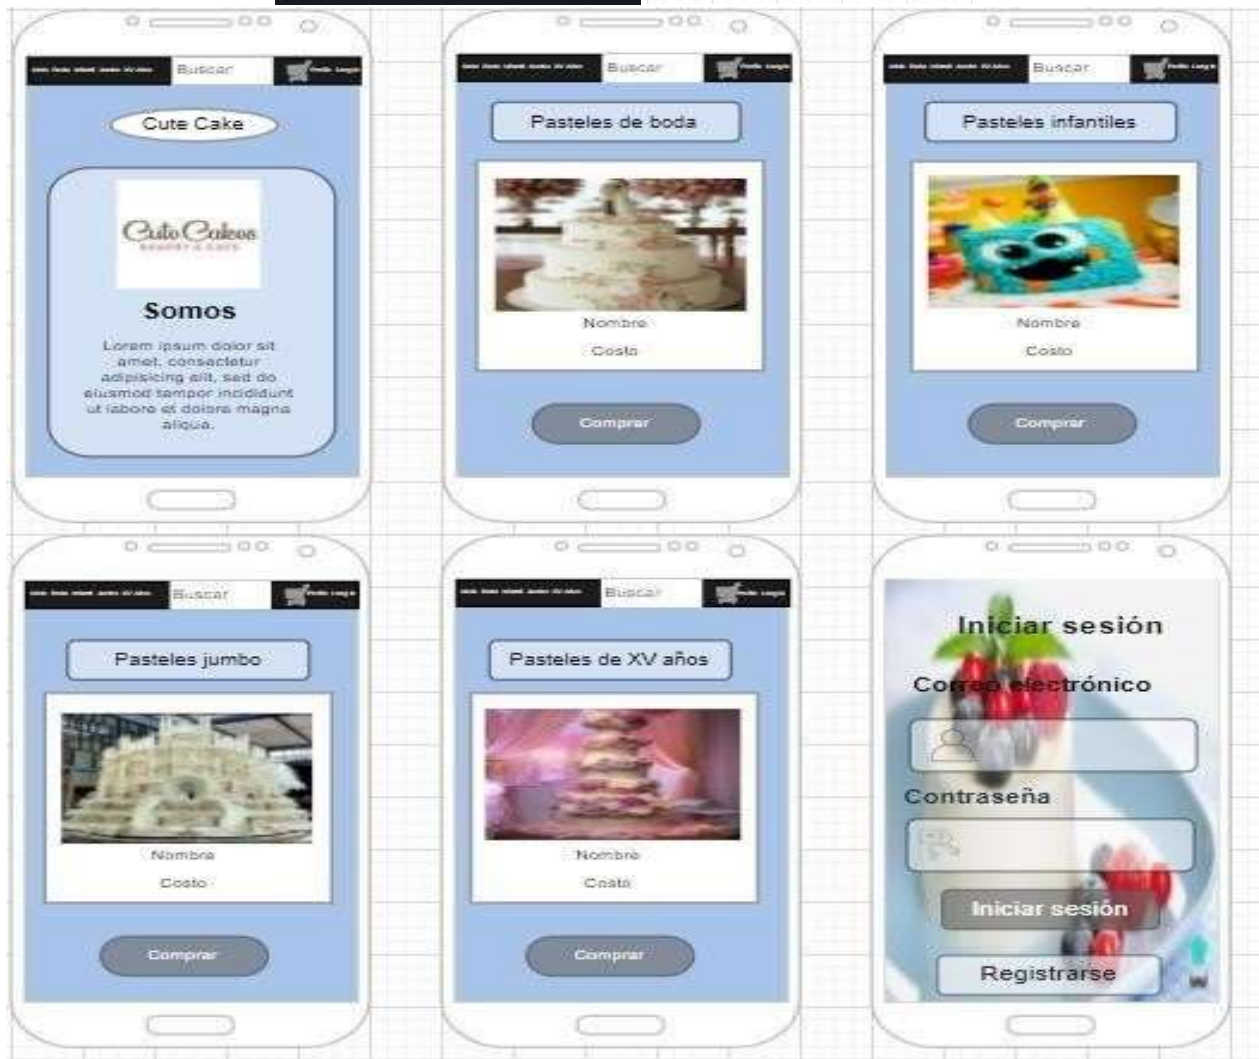 Buscar
Cute Cake
Cute Cakes
BAKERY & CAFE
Somos
Lorem ipsum dolor sit
amet, consectetur
adipisicing elit, sed do
eiusmod tempor incididunt
ut labore et dolore magna
aliqua.
Buscar
Pasteles de boda
Nombre
Costo
Comprar
Buscar
Pasteles infantiles
Nombre
Costo
Comprar
Buscar
Pasteles jumbo
Nombre
Costo
Comprar
Buscar
Pasteles de XV años
Nombre
Costo
Comprar
Iniciar sesión
Correo electrónico
Contraseña
Iniciar sesión
Registrarse